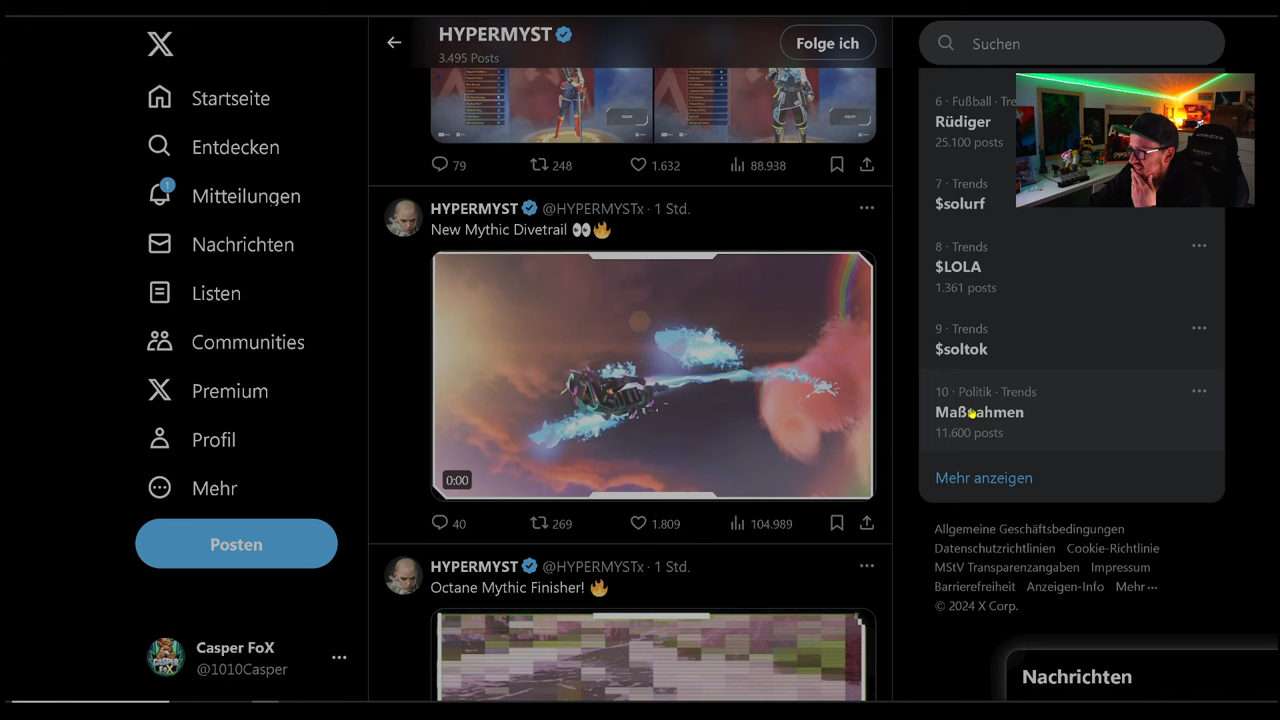 Startseite
Entdecken
1
Mitteilungen
Nachrichten
Listen
Communities
Premium
Profil
Mehr
Posten
Casper FoX
@1010Casper
HYPERMYST
3.495 Posts
Folge ich
79 248 1.632 88.938
HYPERMYST @HYPERMYSTx · 1 Std.
New Mythic Divetrail 👀🔥
0:00
40 269 1.809 104.989
HYPERMYST @HYPERMYSTx · 1 Std.
Octane Mythic Finisher! 🔥
Suchen
6 · Fußball · Tre
Rüdiger
25.100 posts
7 · Trends
$solurf
8 · Trends
$LOLA
1.361 posts
9 · Trends
$soltok
10 · Politik · Trends
Maßnahmen
11.600 posts
Mehr anzeigen
Allgemeine Geschäftsbedingungen
Datenschutzrichtlinien Cookie-Richtlinie
MStV Transparenzangaben Impressum
Barrierefreiheit Anzeigen-Info Mehr ···
© 2024 X Corp.
Nachrichten